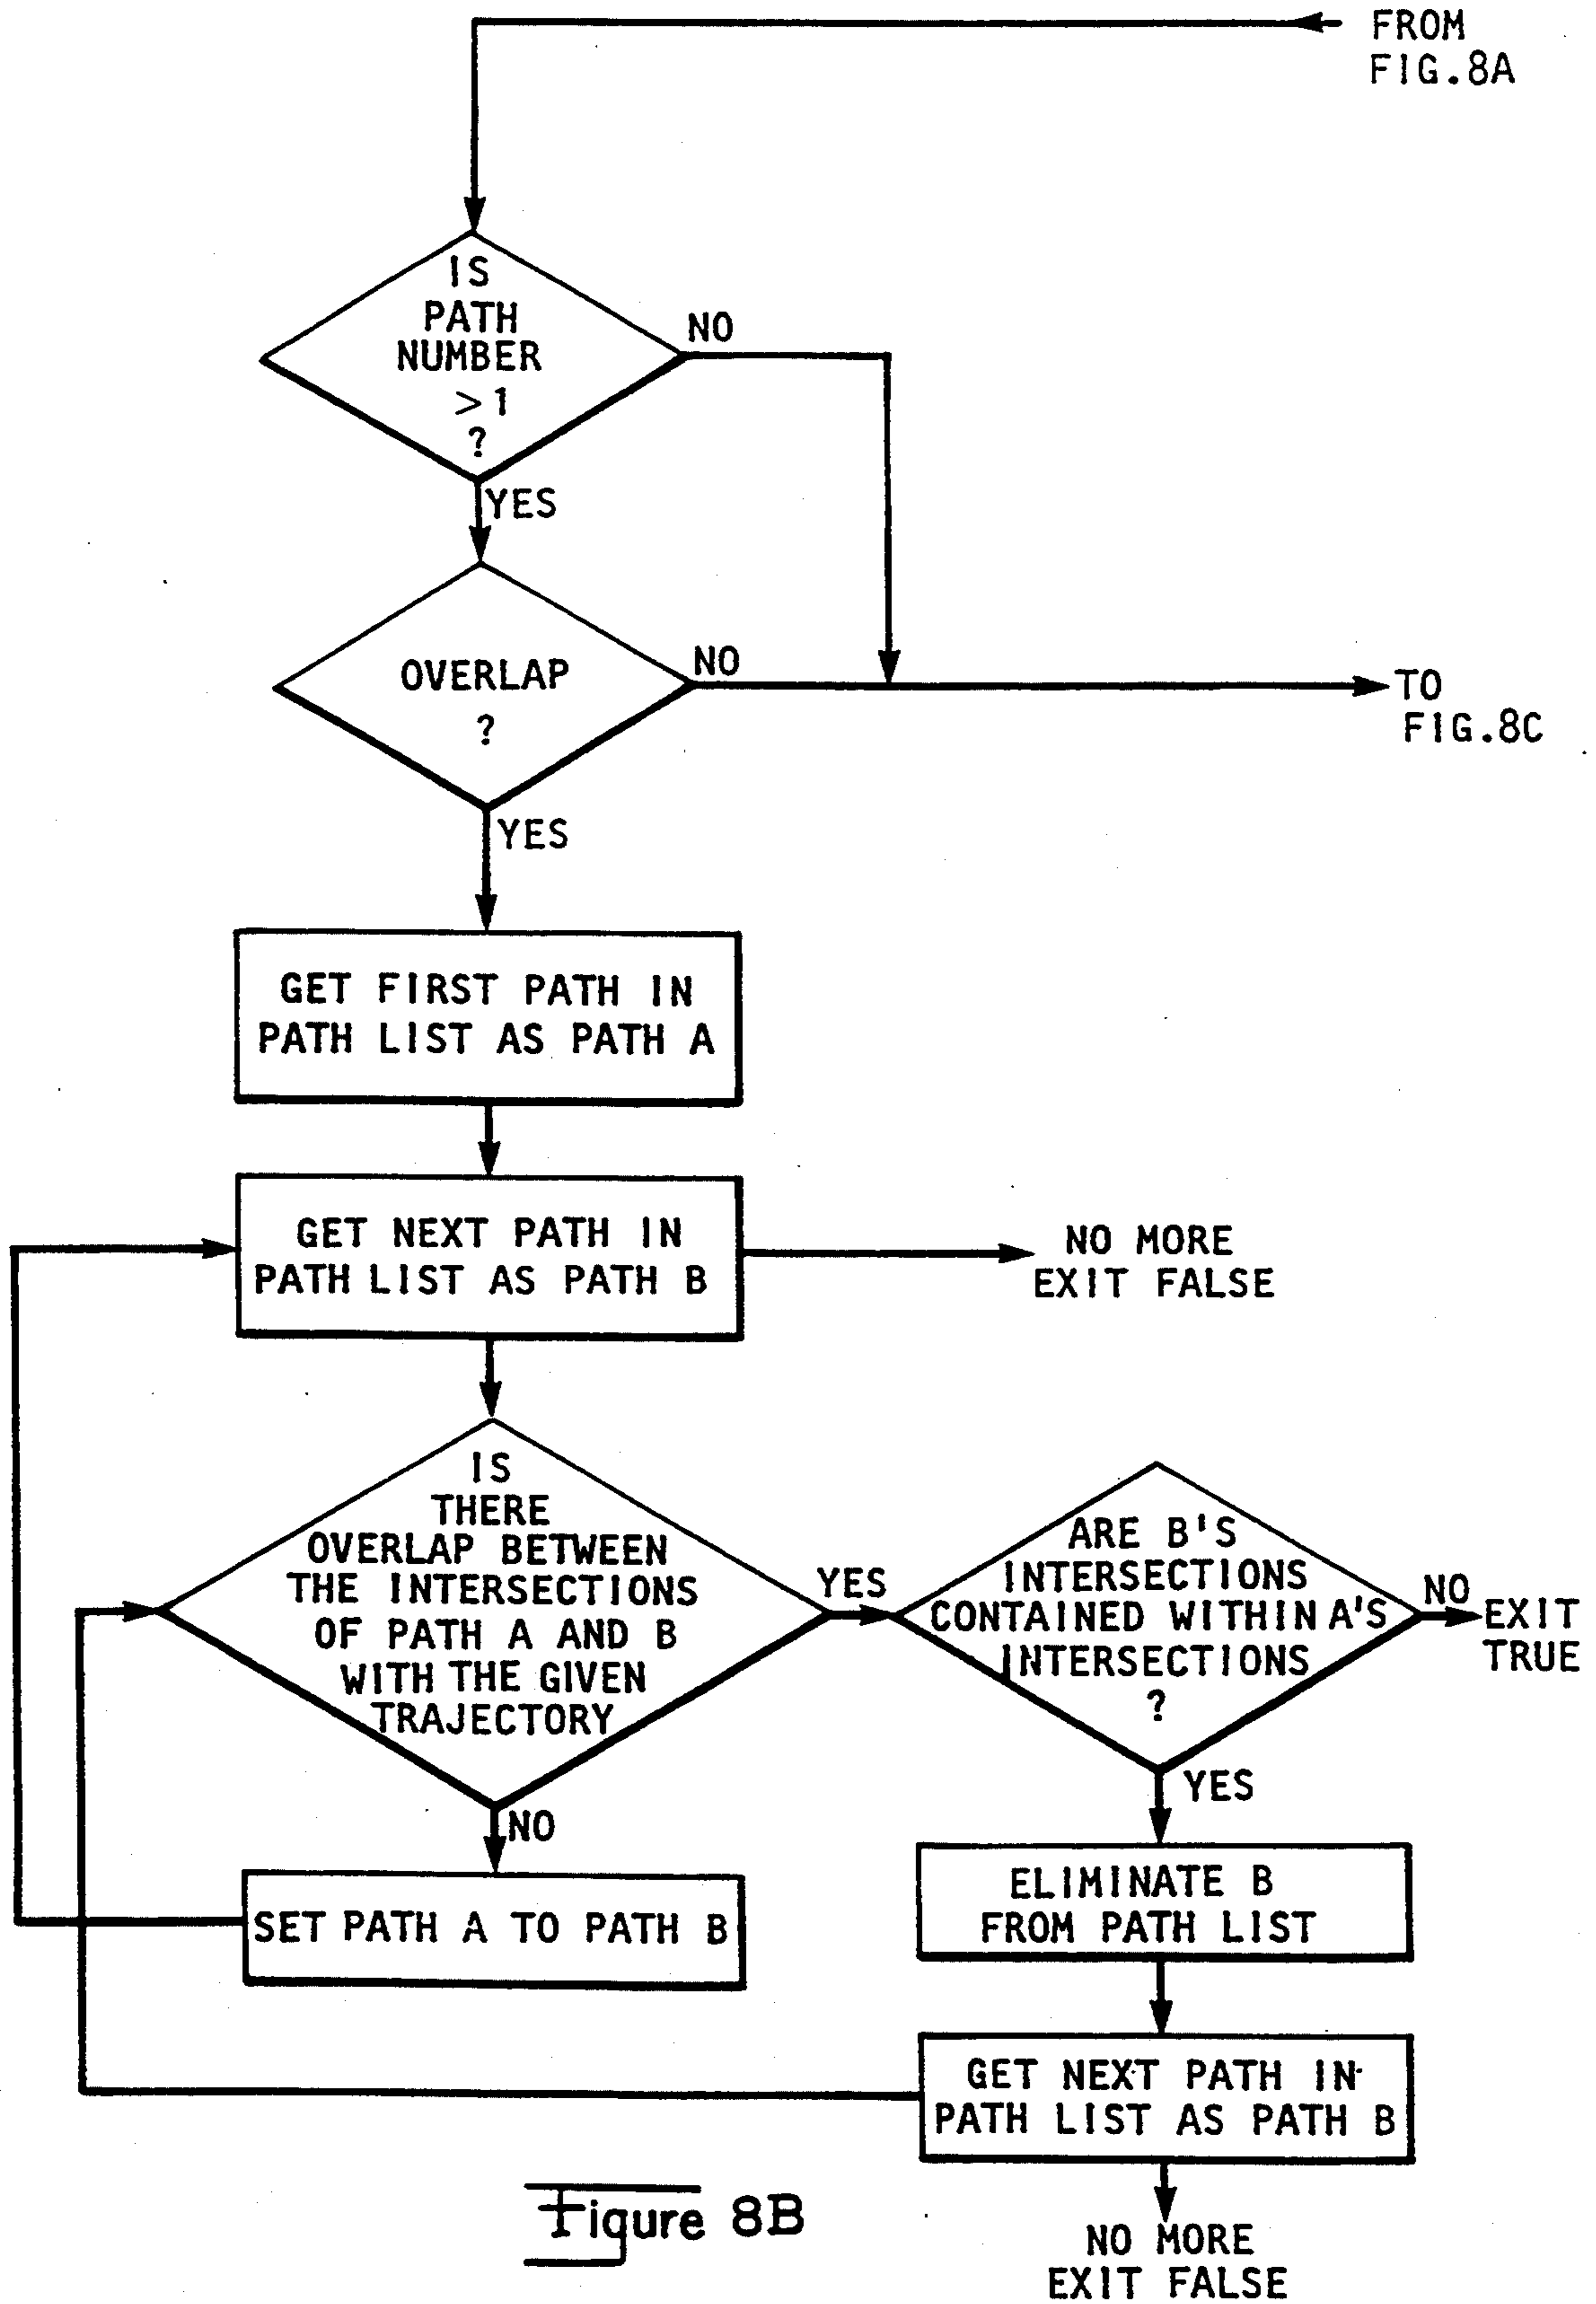 FROM
FIG.8A
IS
PATH
NUMBER
>1
?
NO
YES
OVERLAP
?
NO
TO
FIG.8C
YES
GET FIRST PATH IN
PATH LIST AS PATH A
GET NEXT PATH IN
PATH LIST AS PATH B
NO MORE
EXIT FALSE
IS
THERE
OVERLAP BETWEEN
THE INTERSECTIONS
OF PATH A AND B
WITH THE GIVEN
TRAJECTORY
YES
ARE B'S
INTERSECTIONS
CONTAINED WITHIN A'S
INTERSECTIONS
?
NO
EXIT
TRUE
YES
NO
SET PATH A TO PATH B
ELIMINATE B
FROM PATH LIST
GET NEXT PATH IN
PATH LIST AS PATH B
NO MORE
EXIT FALSE
Figure 8B